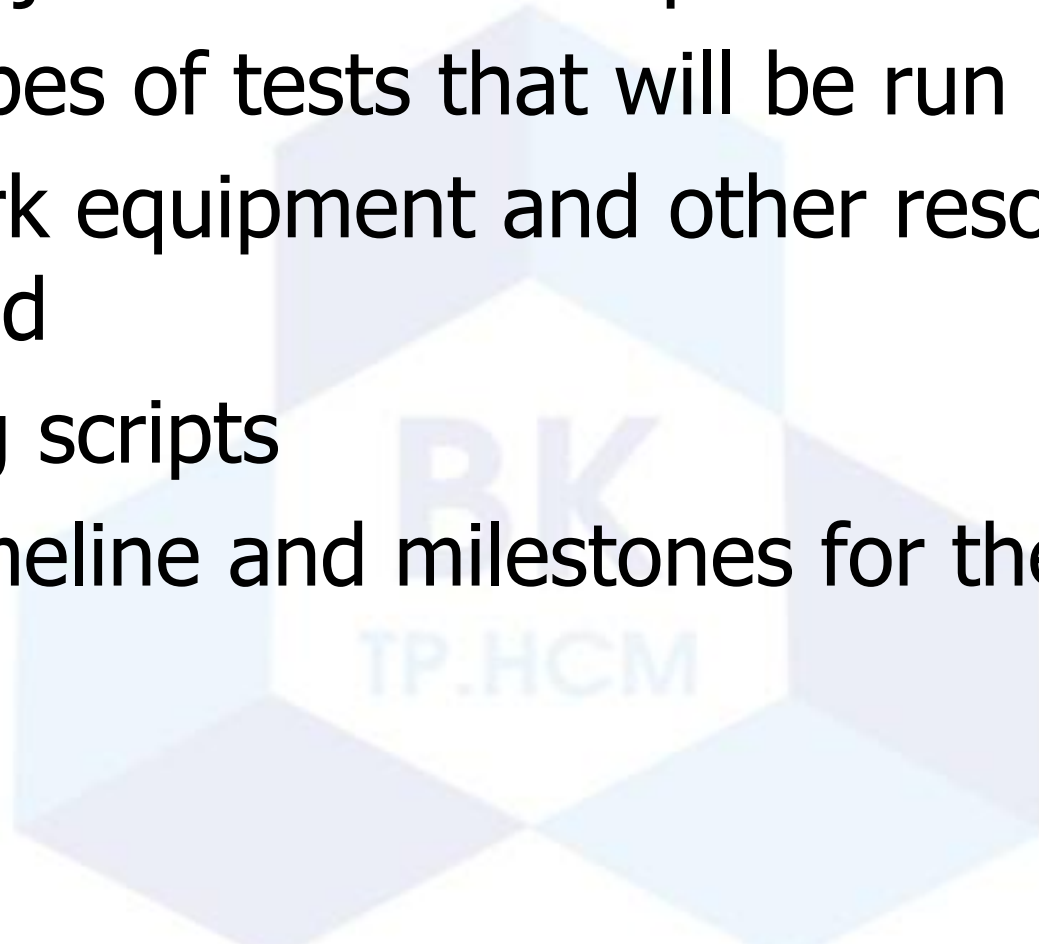 pes of tests that will be run
rk equipment and other reso
d
g scripts
neline and milestones for the
BK
TP.HCM